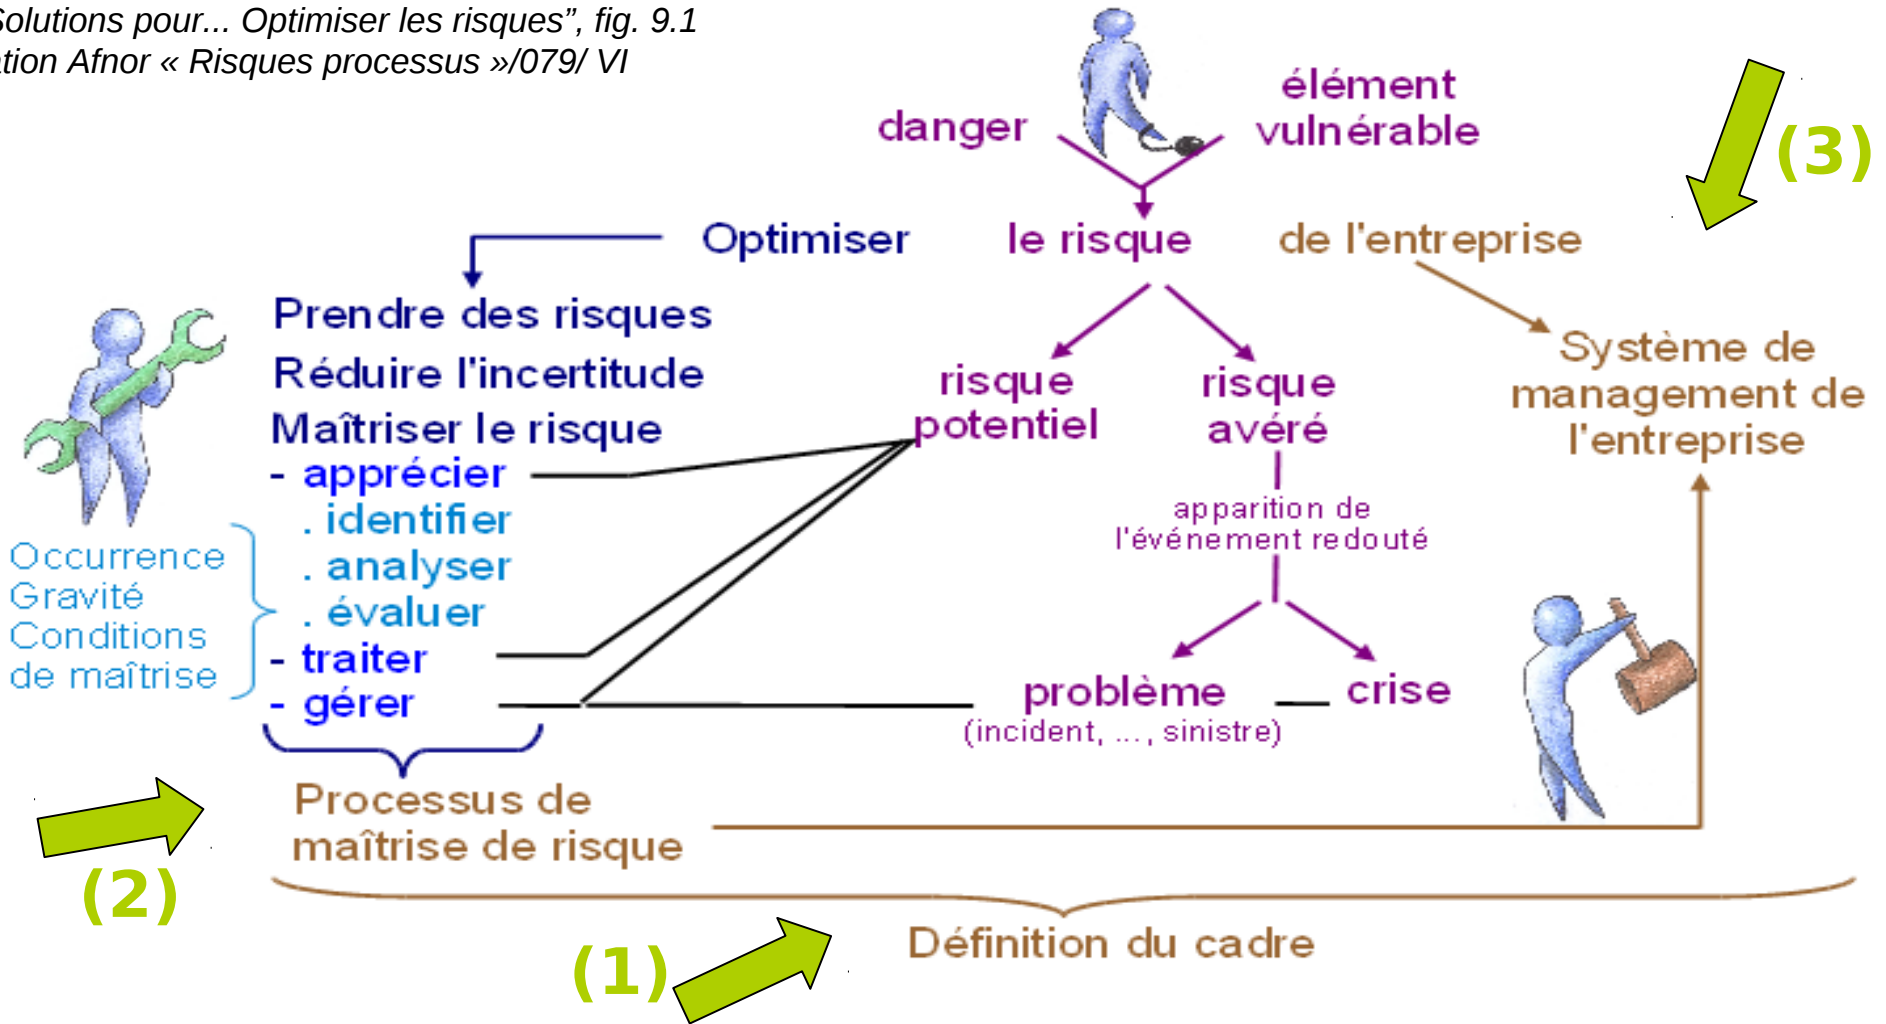 Solutions pour... Optimiser les risques”, fig. 9.1
Afnor « Risques processus »/079/ VI
danger
élément
vulnérable
(3)
Optimiser
le risque
de l'entreprise
Prendre des risques
Réduire l'incertitude
Maîtriser le risque
- apprécier
. identifier
. analyser
. évaluer
- traiter
- gérer
Occurrence
Gravité
Conditions
de maîtrise
risque
potentiel
risque
avéré
apparition de
l'événement redouté
problème
(incident, ..., sinistre)
crise
Système de
management de
l'entreprise
Processus de
maîtrise de risque
(2)
(1)
Définition du cadre